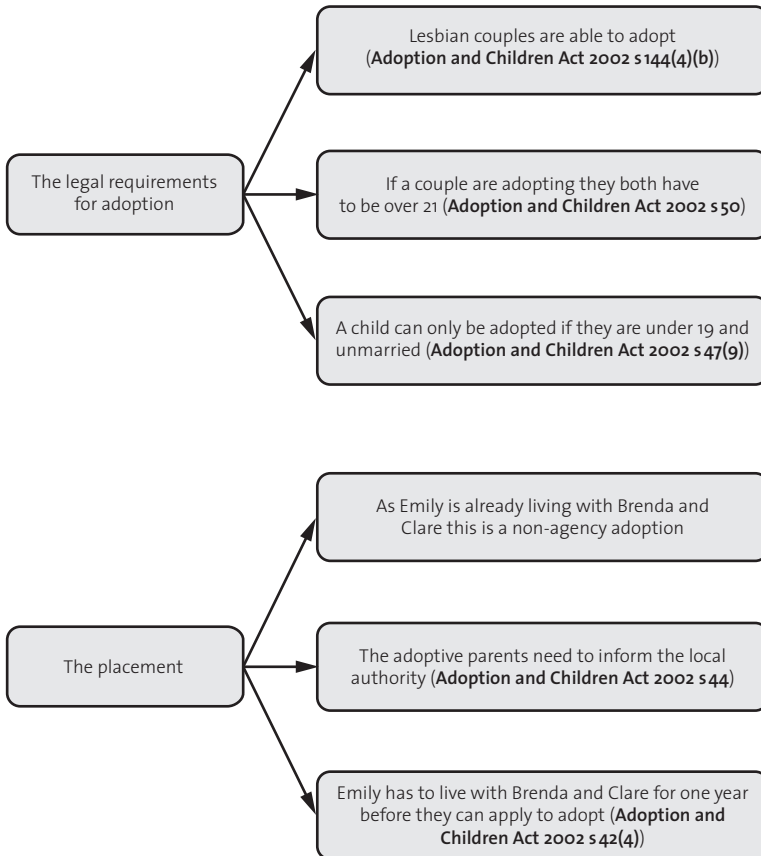 The legal requirements
for adoption
Lesbian couples are able to adopt
(Adoption and Children Act 2002 s144(4)(b))
If a couple are adopting they both have
to be over 21 (Adoption and Children Act 2002 s50)
A child can only be adopted if they are under 19 and
unmarried (Adoption and Children Act 2002 s47(9))
The placement
As Emily is already living with Brenda and
Clare this is a non-agency adoption
The adoptive parents need to inform the local
authority (Adoption and Children Act 2002 s44)
Emily has to live with Brenda and Clare for one year
before they can apply to adopt (Adoption and
Children Act 2002 s42(4))